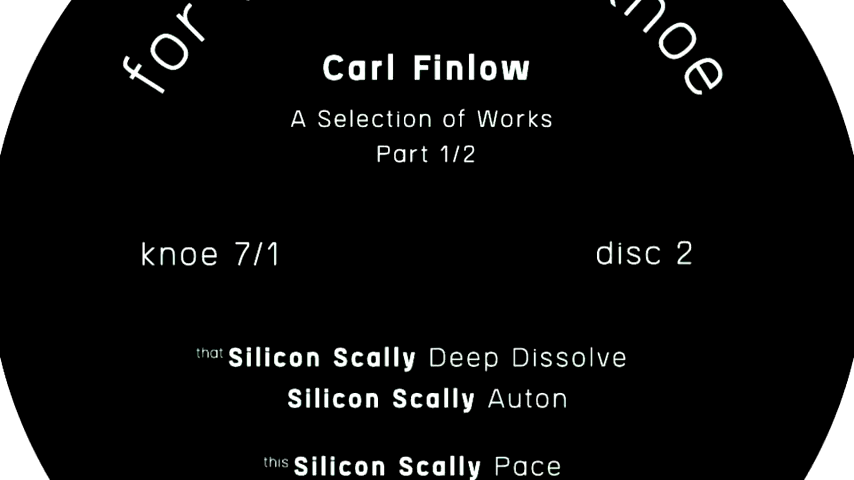 for
Carl Finlow
A Selection of Works
Part 1/2
knoe 7/1
disc 2
that Silicon Scally Deep Dissolve
Silicon Scally Auton
this Silicon Scally Pace